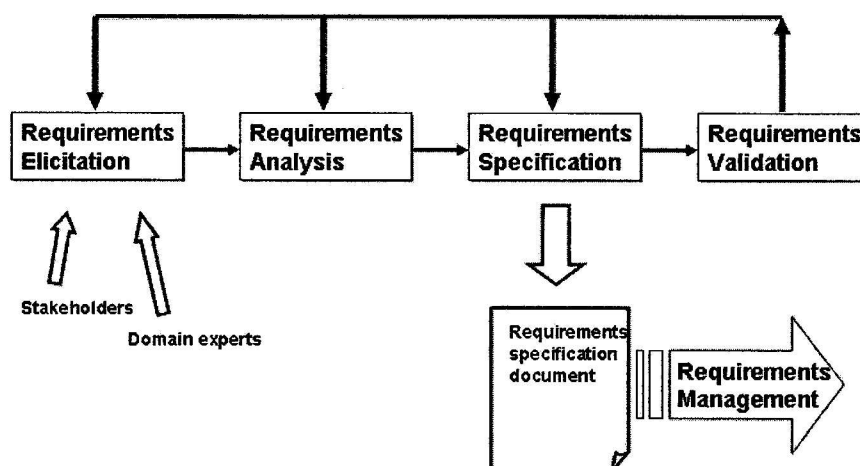 Requirements
Elicitation
Requirements
Analysis
Requirements
Specification
Requirements
Validation
Stakeholders
Domain experts
Requirements
specification
document
Requirements
Management